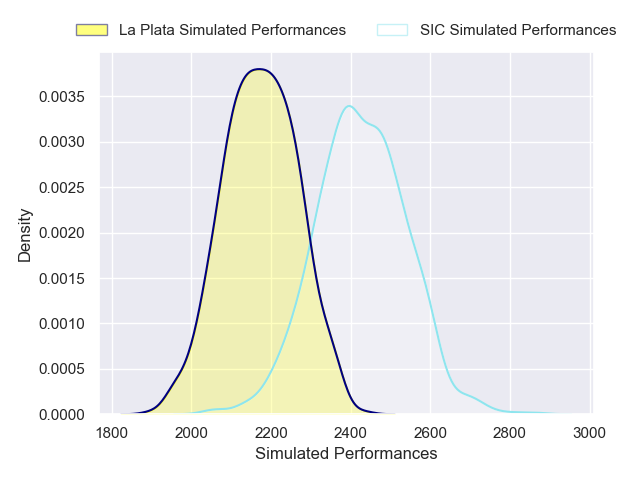 La Plata Simulated Performances SIC Simulated Performances
0.0035
0.0030
0.0025
0.0020
0.0015
0.0010
0.0005
0.0000
Density
1800 2000 2200 2400 2600 2800 3000
Simulated Performances